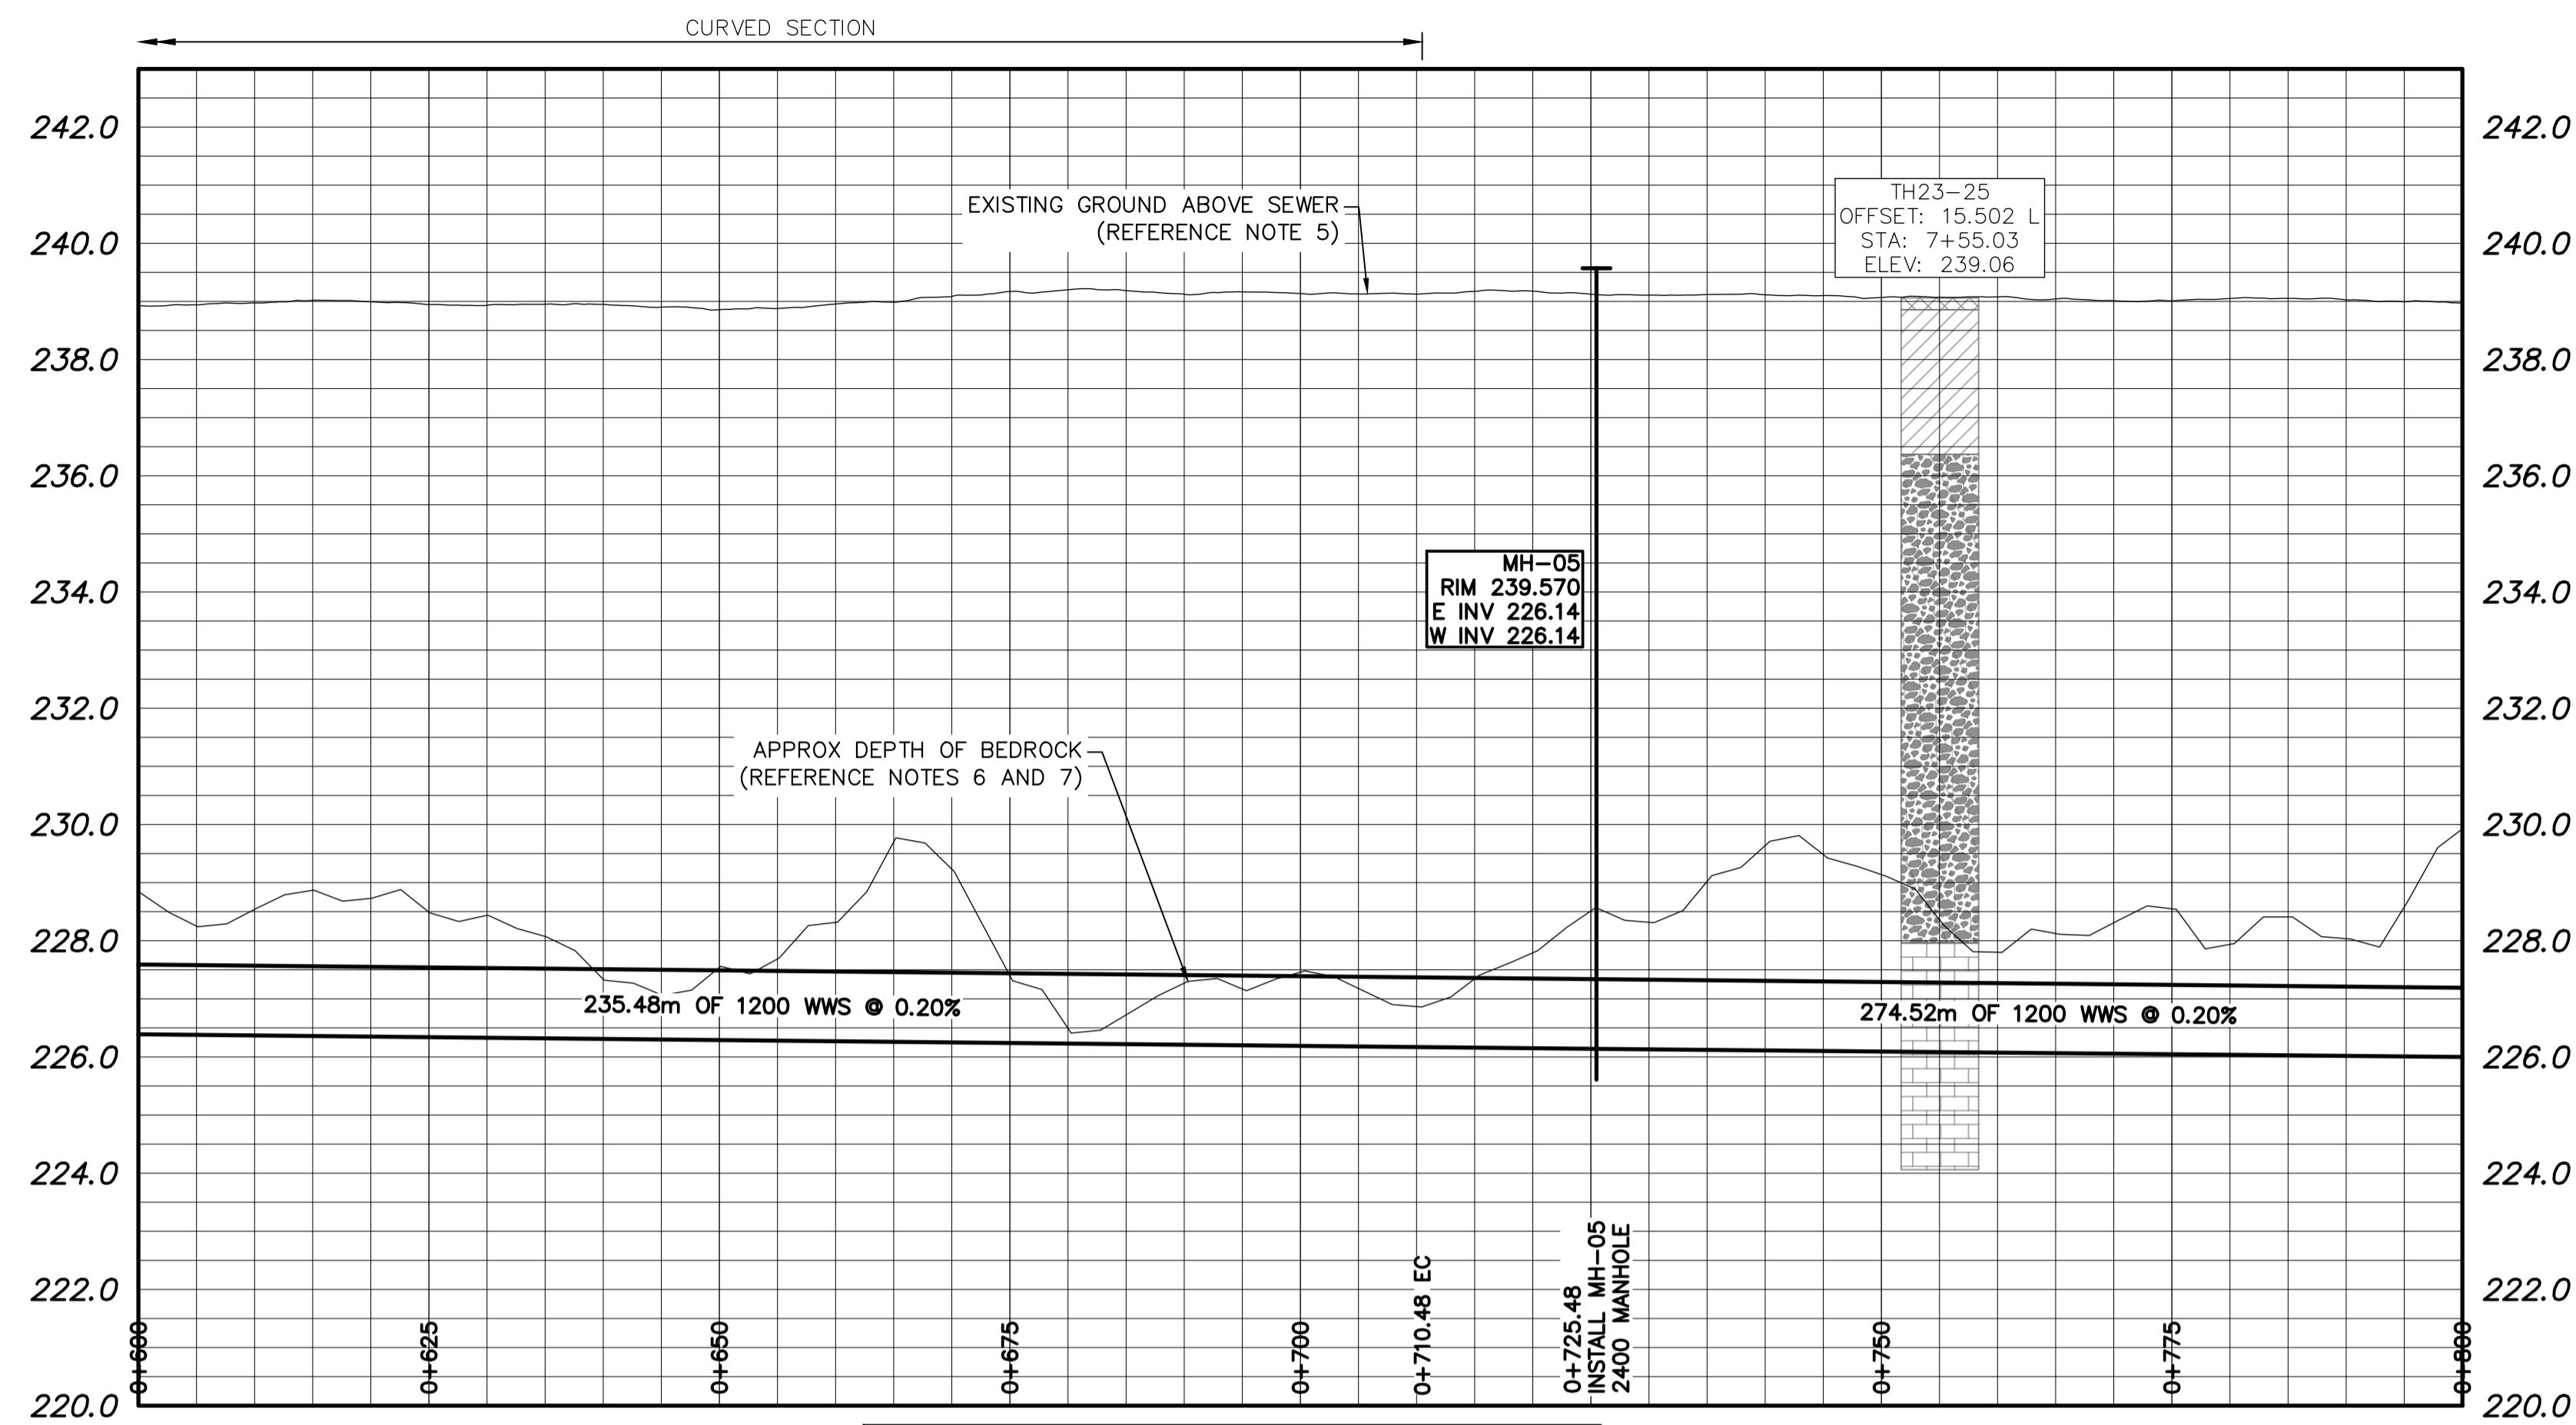 CURVED SECTION
242.0
242.0
EXISTING GROUND ABOVE SEWER
(REFERENCE NOTE 5)
TH23-25
OFFSET: 15.502 L
STA: 7+55.03
ELEV: 239.06
240.0
240.0
238.0
238.0
236.0
236.0
MH-05
RIM 239.570
E INV 226.14
W INV 226.14
234.0
234.0
232.0
232.0
APPROX DEPTH OF BEDROCK
(REFERENCE NOTES 6 AND 7)
230.0
230.0
228.0
228.0
235.48m OF 1200 WWS @ 0.20%
274.52m OF 1200 WWS @ 0.20%
226.0
226.0
224.0
224.0
222.0
222.0
0+600
0+625
0+650
0+675
0+700
0+710.48 EC
0+725.48
INSTALL MH-05
2400 MANHOLE
0+750
0+775
0+800
220.0
220.0